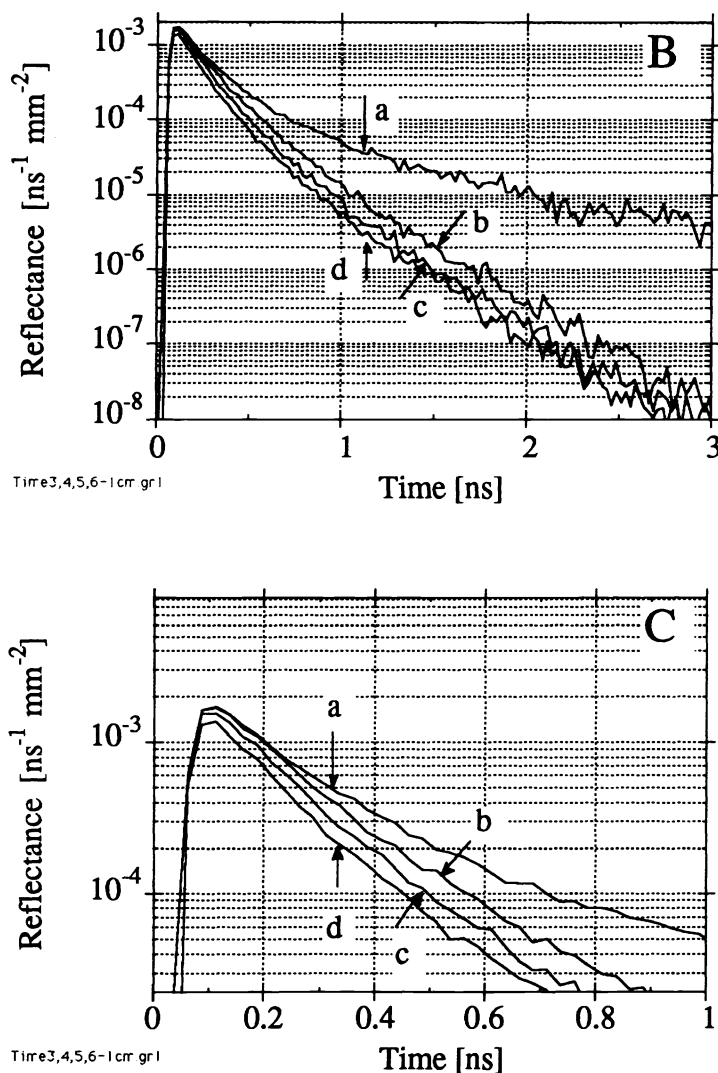 B
10⁻³
10⁻⁴
10⁻⁵
10⁻⁶
10⁻⁷
10⁻⁸
Reflectance [ns⁻¹ mm⁻²]
a
b
c
d
0 1 2 3
Time [ns]
Time3,4,5,6-1cm.gr1
C
10⁻³
10⁻⁴
Reflectance [ns⁻¹ mm⁻²]
a
b
c
d
0 0.2 0.4 0.6 0.8 1
Time [ns]
Time3,4,5,6-1cm.gr1